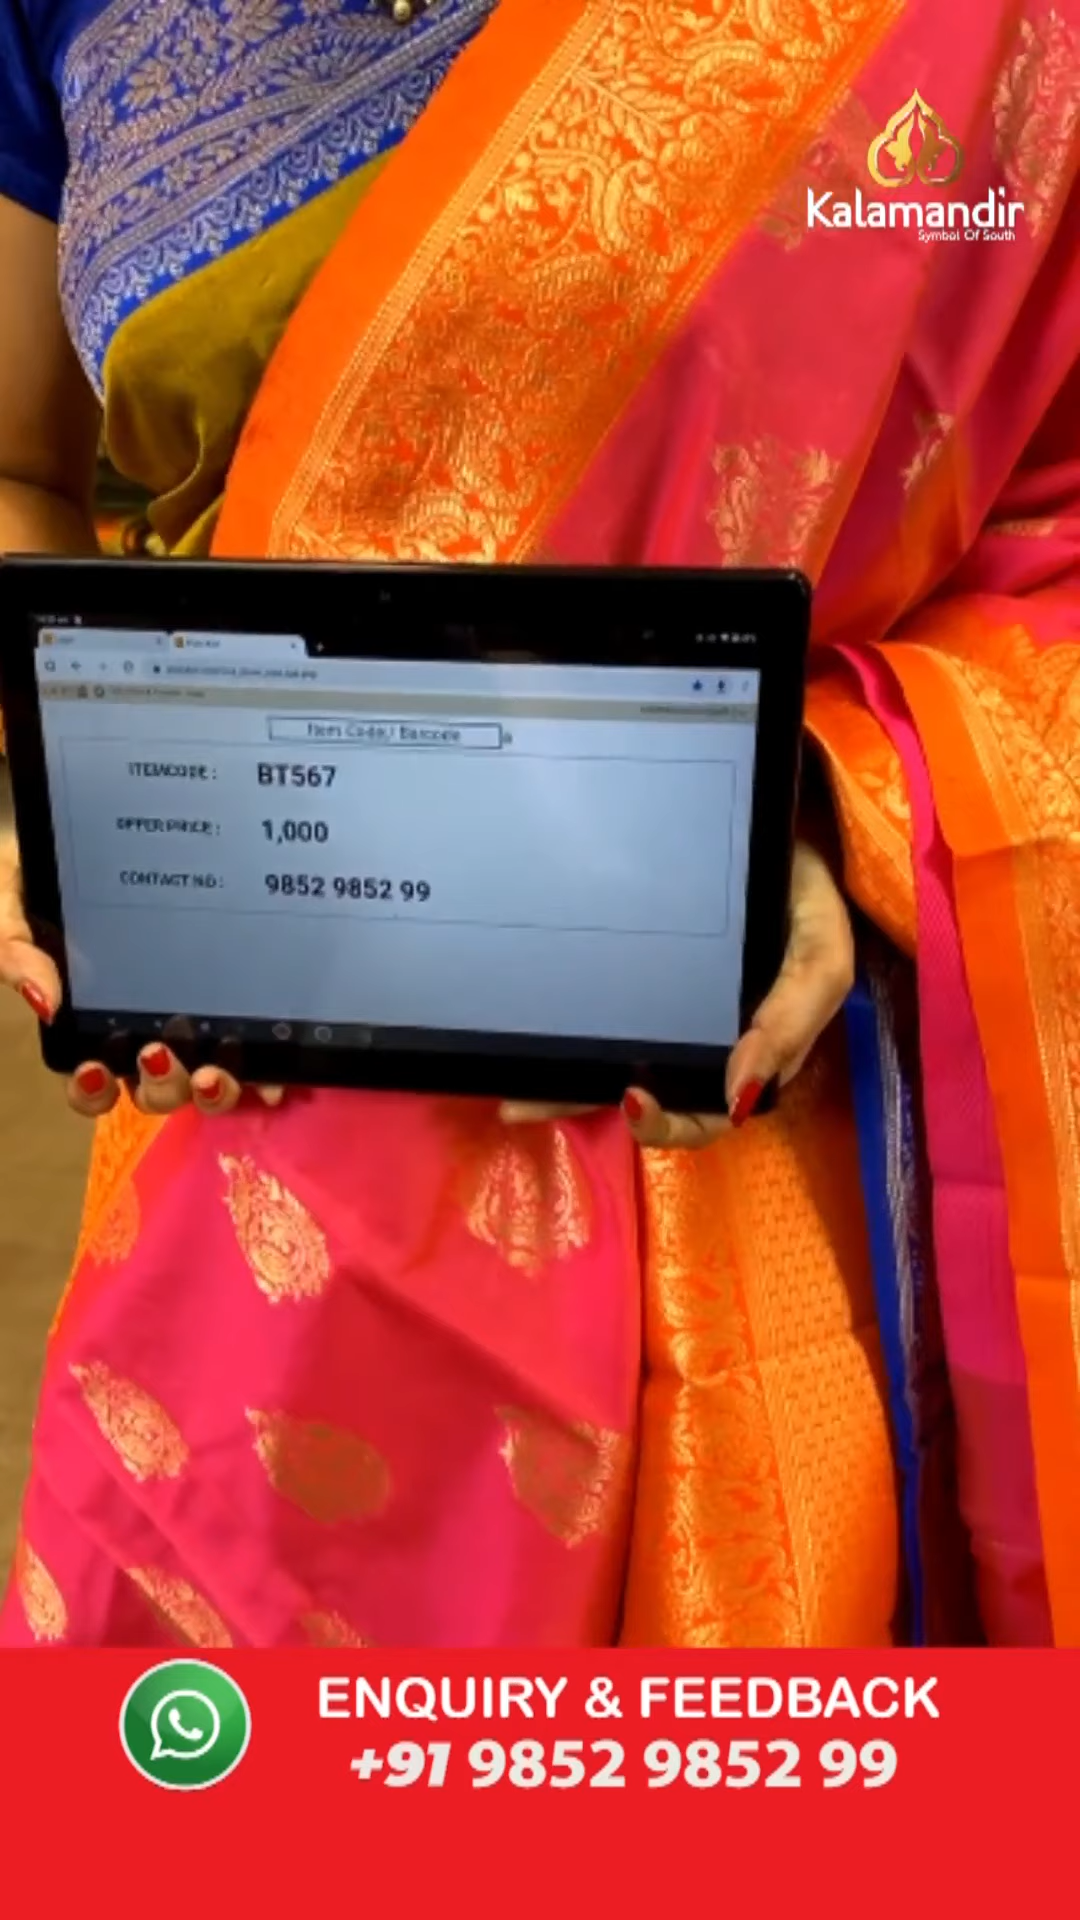 Kalamandir
Symbol Of South
Item Code / Barcode
ITEMCODE : BT567
OFFER PRICE : 1,000
CONTACT NO : 9852 9852 99
ENQUIRY & FEEDBACK
+91 9852 9852 99